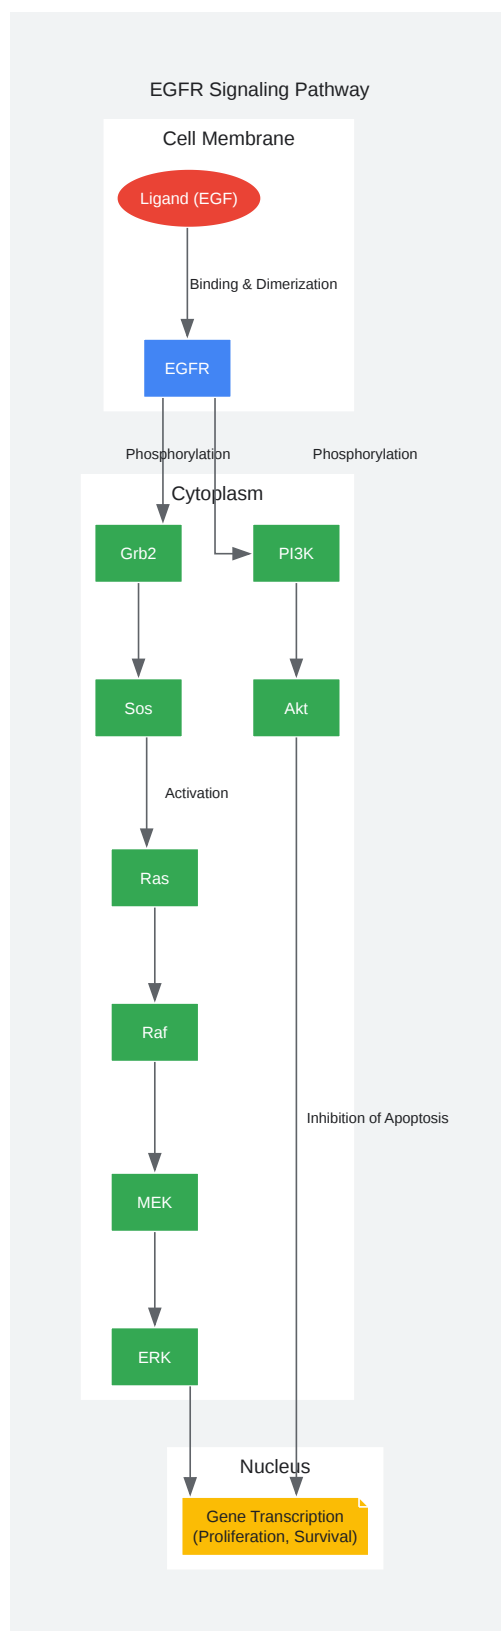 EGFR Signaling Pathway
Cell Membrane
Ligand (EGF)
Binding & Dimerization
EGFR
Phosphorylation
Phosphorylation
Cytoplasm
Grb2
PI3K
Sos
Akt
Activation
Ras
Raf
Inhibition of Apoptosis
MEK
ERK
Nucleus
Gene Transcription
(Proliferation, Survival)